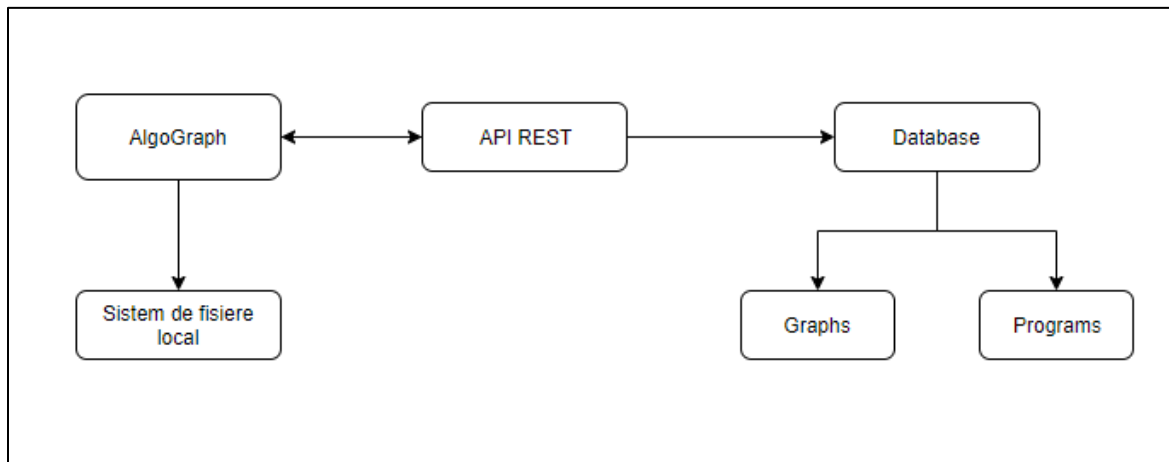 AlgoGraph
API REST
Database
Sistem de fisiere
local
Graphs
Programs